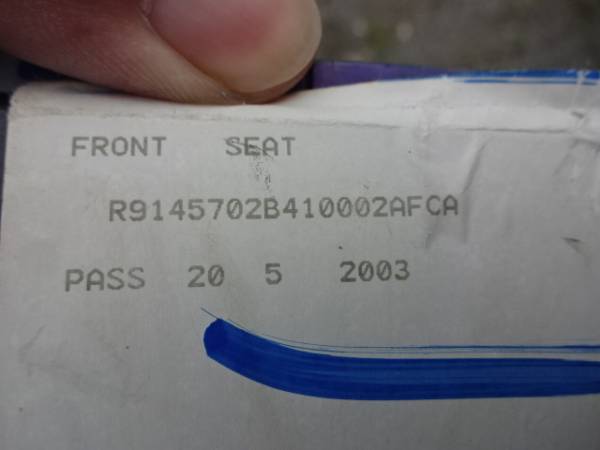 FRONT SEAT
R9145702B410002AFCA
PASS 20 5 2003